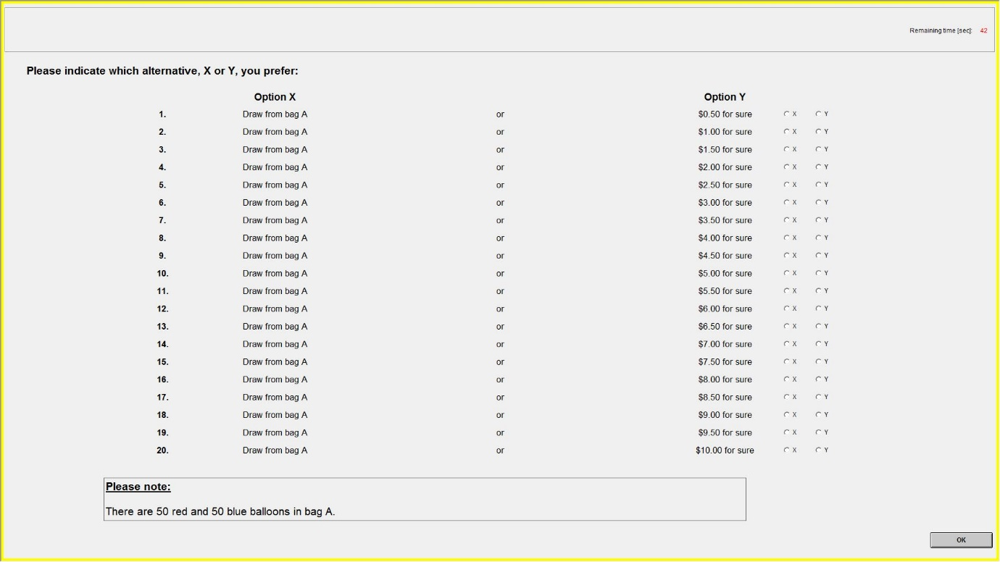 Remaining time [sec]: 42
Please indicate which alternative, X or Y, you prefer:
Option X Option Y
1. Draw from bag A or $0.50 for sure X Y
2. Draw from bag A or $1.00 for sure X Y
3. Draw from bag A or $1.50 for sure X Y
4. Draw from bag A or $2.00 for sure X Y
5. Draw from bag A or $2.50 for sure X Y
6. Draw from bag A or $3.00 for sure X Y
7. Draw from bag A or $3.50 for sure X Y
8. Draw from bag A or $4.00 for sure X Y
9. Draw from bag A or $4.50 for sure X Y
10. Draw from bag A or $5.00 for sure X Y
11. Draw from bag A or $5.50 for sure X Y
12. Draw from bag A or $6.00 for sure X Y
13. Draw from bag A or $6.50 for sure X Y
14. Draw from bag A or $7.00 for sure X Y
15. Draw from bag A or $7.50 for sure X Y
16. Draw from bag A or $8.00 for sure X Y
17. Draw from bag A or $8.50 for sure X Y
18. Draw from bag A or $9.00 for sure X Y
19. Draw from bag A or $9.50 for sure X Y
20. Draw from bag A or $10.00 for sure X Y
Please note:
There are 50 red and 50 blue balloons in bag A.
OK